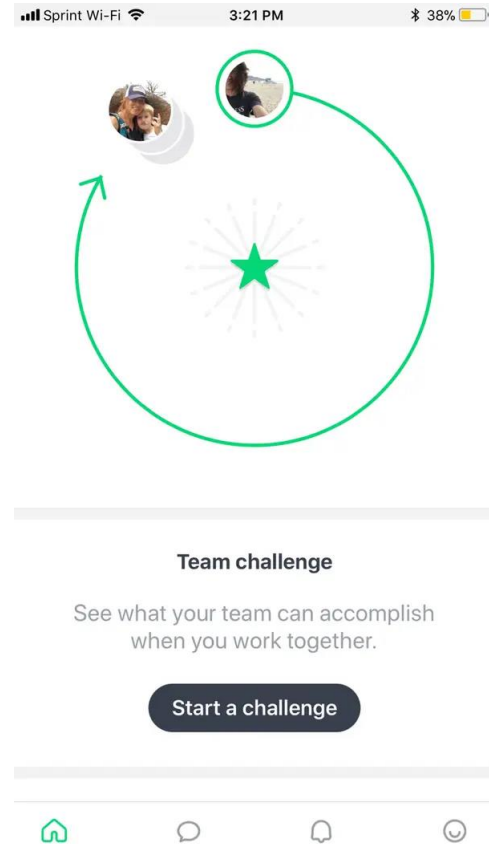 Sprint Wi-Fi 3:21 PM 38%
Team challenge
See what your team can accomplish
when you work together.
Start a challenge